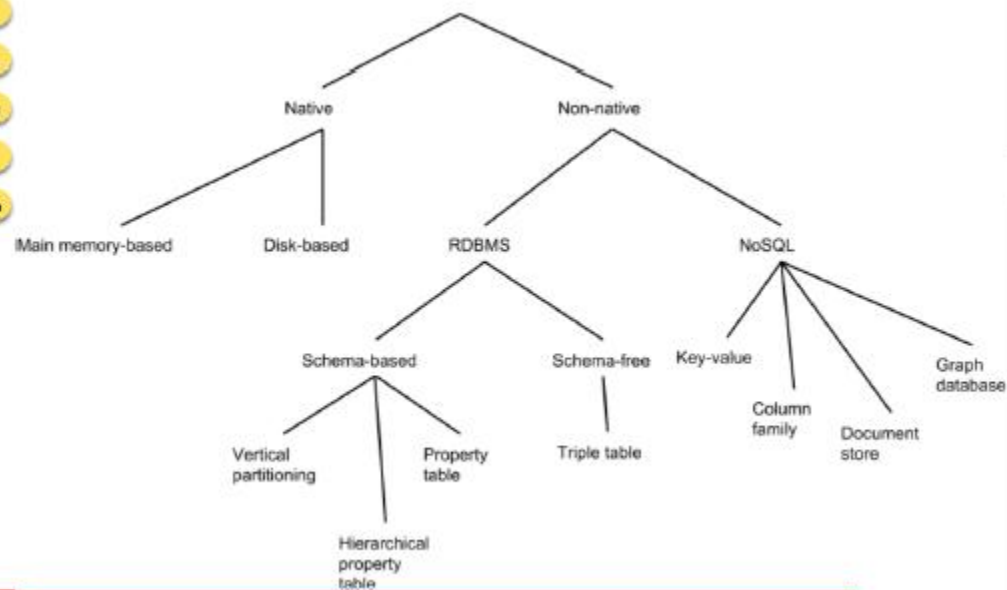 Native
Non-native
Main memory-based
Disk-based
RDBMS
NoSQL
Schema-based
Schema-free
Key-value
Graph
database
Column
family
Document
store
Vertical
partitioning
Property
table
Triple table
Hierarchical
property
table